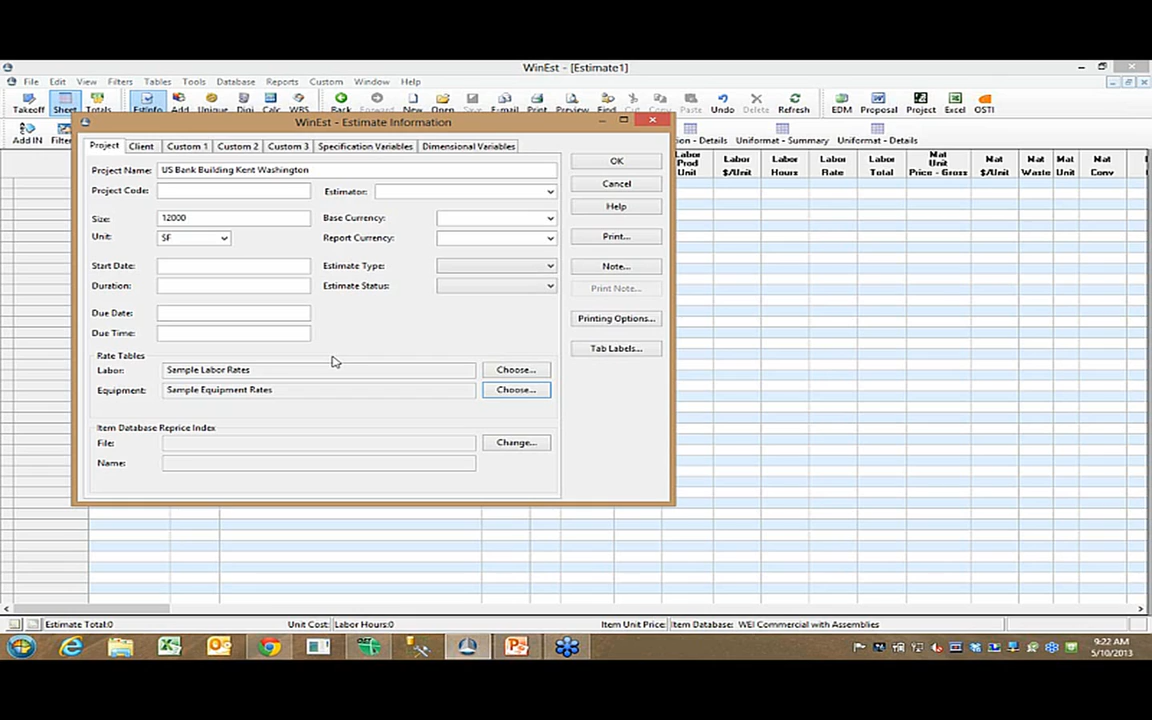 WinEst - [Estimate1]
File Edit View Filters Tables Tools Database Reports Custom Window Help
Takeoff Sheet Totals EstInfo Add Unique Digi Calc WBS Back Forward New Open Save E-mail Print Preview Find Cut Copy Paste Undo Delete Refresh EDM Proposal Project Excel OSTI
Add IN Filter - Details Uniformat - Summary Uniformat - Details
WinEst - Estimate Information
Project Client Custom 1 Custom 2 Custom 3 Specification Variables Dimensional Variables
Project Name: US Bank Building Kent Washington
Project Code: Estimator:
Size: 12000 Base Currency:
Unit: SF Report Currency:
Start Date: Estimate Type:
Duration: Estimate Status:
Due Date:
Due Time:
Rate Tables
Labor: Sample Labor Rates Choose...
Equipment: Sample Equipment Rates Choose...
Item Database Reprice Index
File: Change...
Name:
OK
Cancel
Help
Print...
Note...
Print Note...
Printing Options...
Tab Labels...
Labor Prod Unit
Labor $/Unit
Labor Hours
Labor Rate
Labor Total
Mat Unit Price - Gross
Mat $/Unit
Mat Waste
Mat Unit
Mat Conv
Estimate Total:0 Unit Cost: Labor Hours:0 Item Unit Price: Item Database: WEI Commercial with Assemblies
9:22 AM
5/10/2013